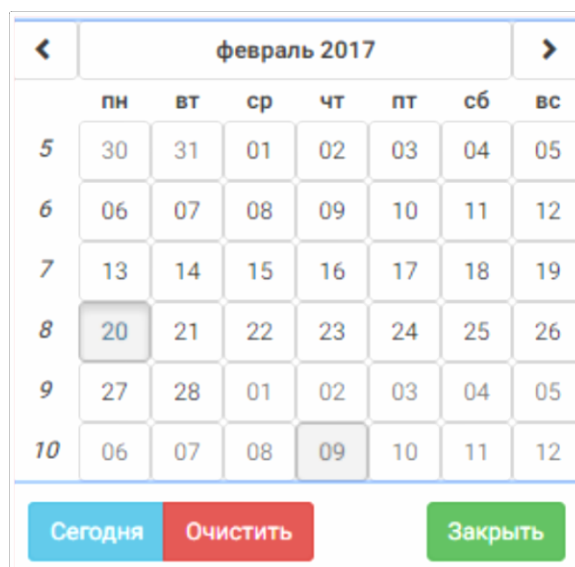 февраль 2017
пн вт ср чт пт сб вс
5 30 31 01 02 03 04 05
6 06 07 08 09 10 11 12
7 13 14 15 16 17 18 19
8 20 21 22 23 24 25 26
9 27 28 01 02 03 04 05
10 06 07 08 09 10 11 12
Сегодня Очистить Закрыть